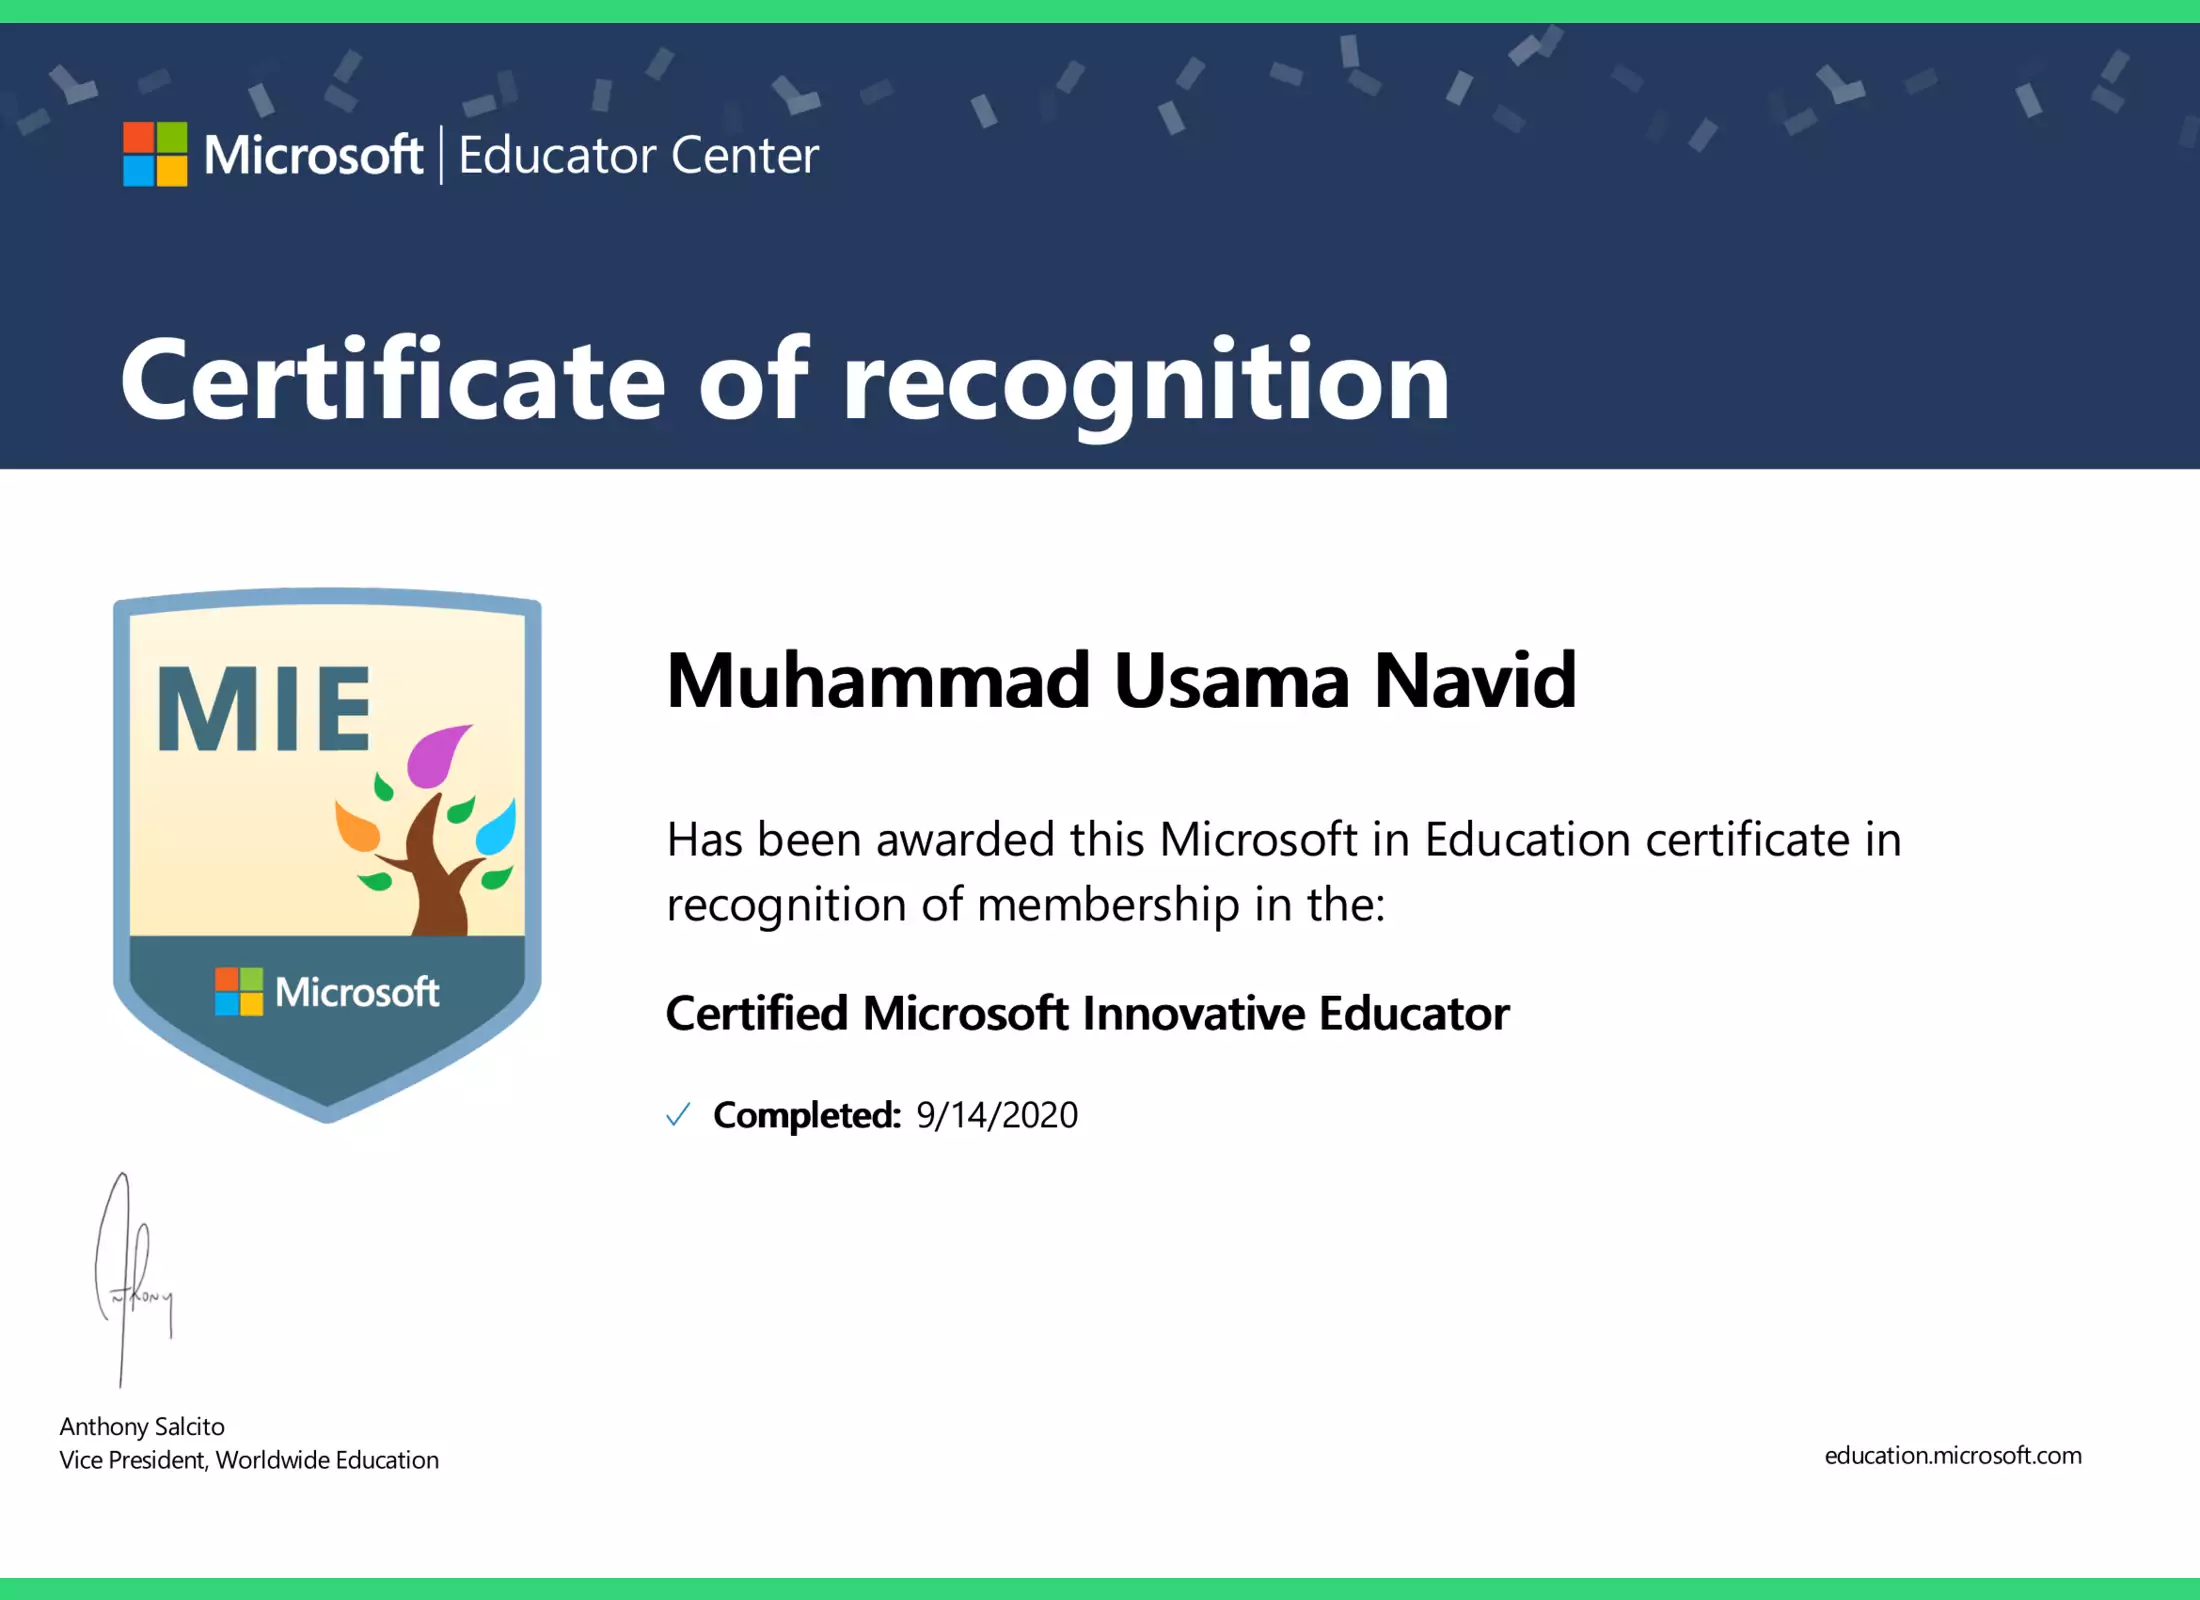 Microsoft | Educator Center
Certificate of recognition
MIE
Microsoft
Muhammad Usama Navid
Has been awarded this Microsoft in Education certificate in
recognition of membership in the:
Certified Microsoft Innovative Educator
✓ Completed: 9/14/2020
Anthony
Anthony Salcito
Vice President, Worldwide Education
education.microsoft.com